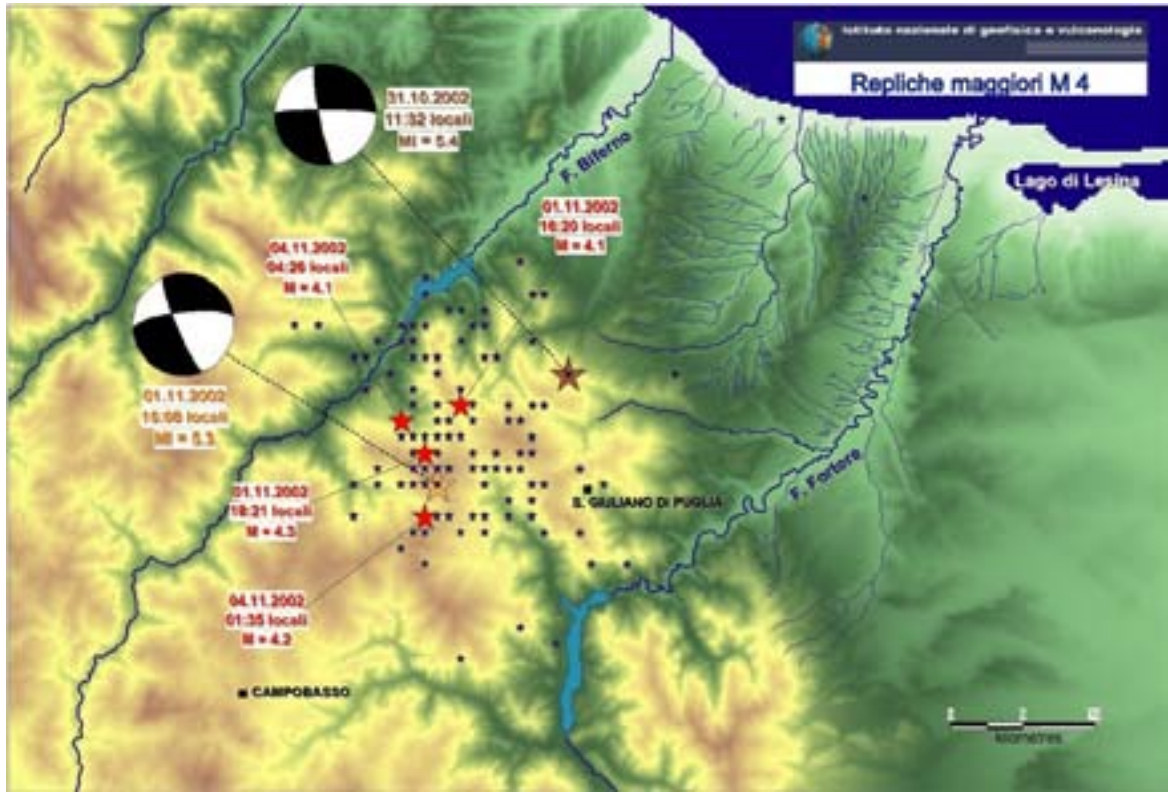 istituto nazionale di geofisica e vulcanologia
Repliche maggiori M 4
31.10.2002
11:32 locali
Ml = 5.4
F. Biferno
Lago di Lesina
01.11.2002
16:20 locali
M = 4.1
04.11.2002
04:26 locali
M = 4.1
01.11.2002
locali
Ml = 5.3
01.11.2002
18:21 locali
M = 4.3
S. GIULIANO DI PUGLIA
F. Fortore
04.11.2002
01:35 locali
M = 4.2
CAMPOBASSO
kilometres